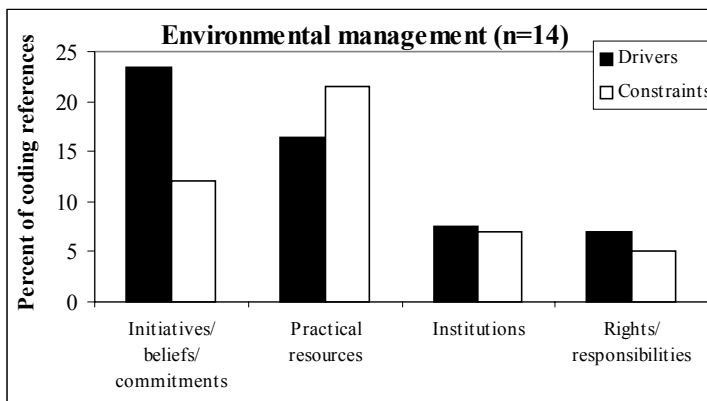 Environmental management (n=14)
Drivers
Constraints
Percent of coding references
25
20
15
10
5
0
Initiatives/
beliefs/
commitments
Practical
resources
Institutions
Rights/
responsibilities